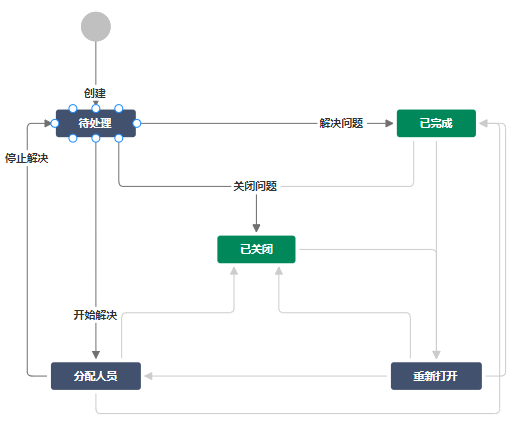 创建
待处理
解决问题
已完成
停止解决
关闭问题
已关闭
开始解决
分配人员
重新打开